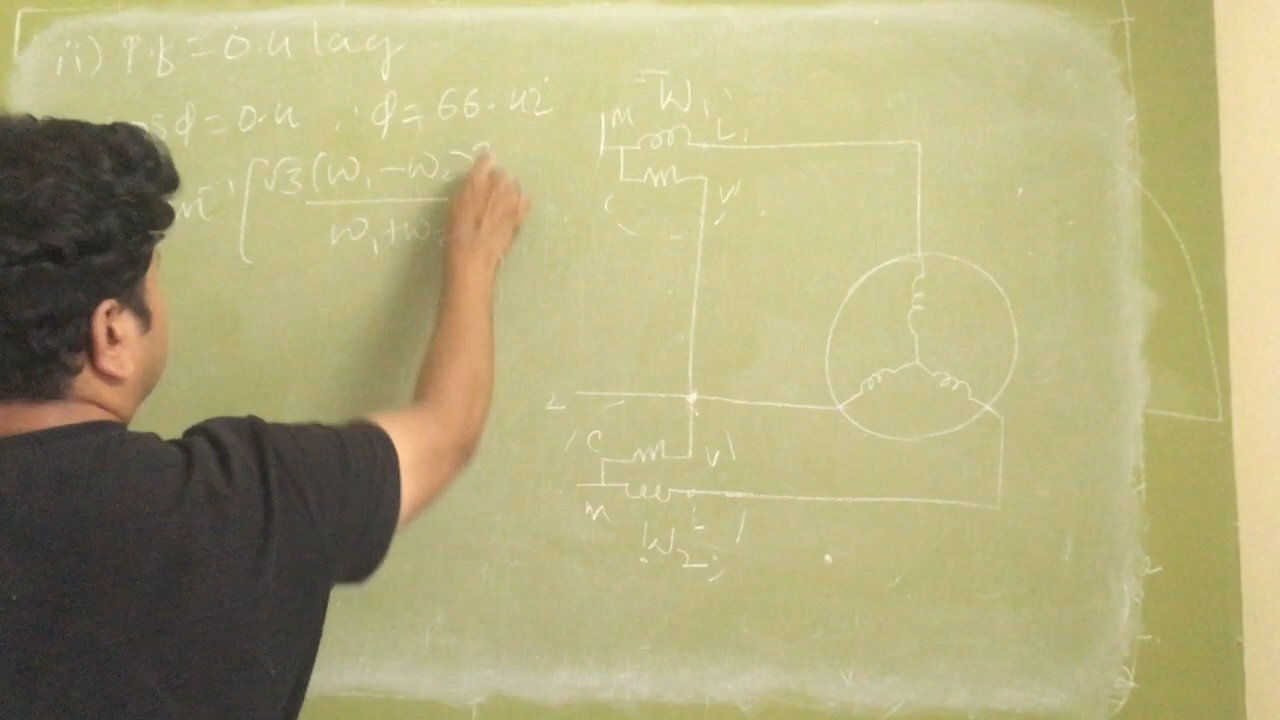 ii) P.f = 0.4 lag
cos φ = 0.4 ∴ φ = 66.42°
[√3 (W₁ - W₂)
W₁ + W₂
W₁
M
L₁
C
V
L
C
V
M
L
W₂